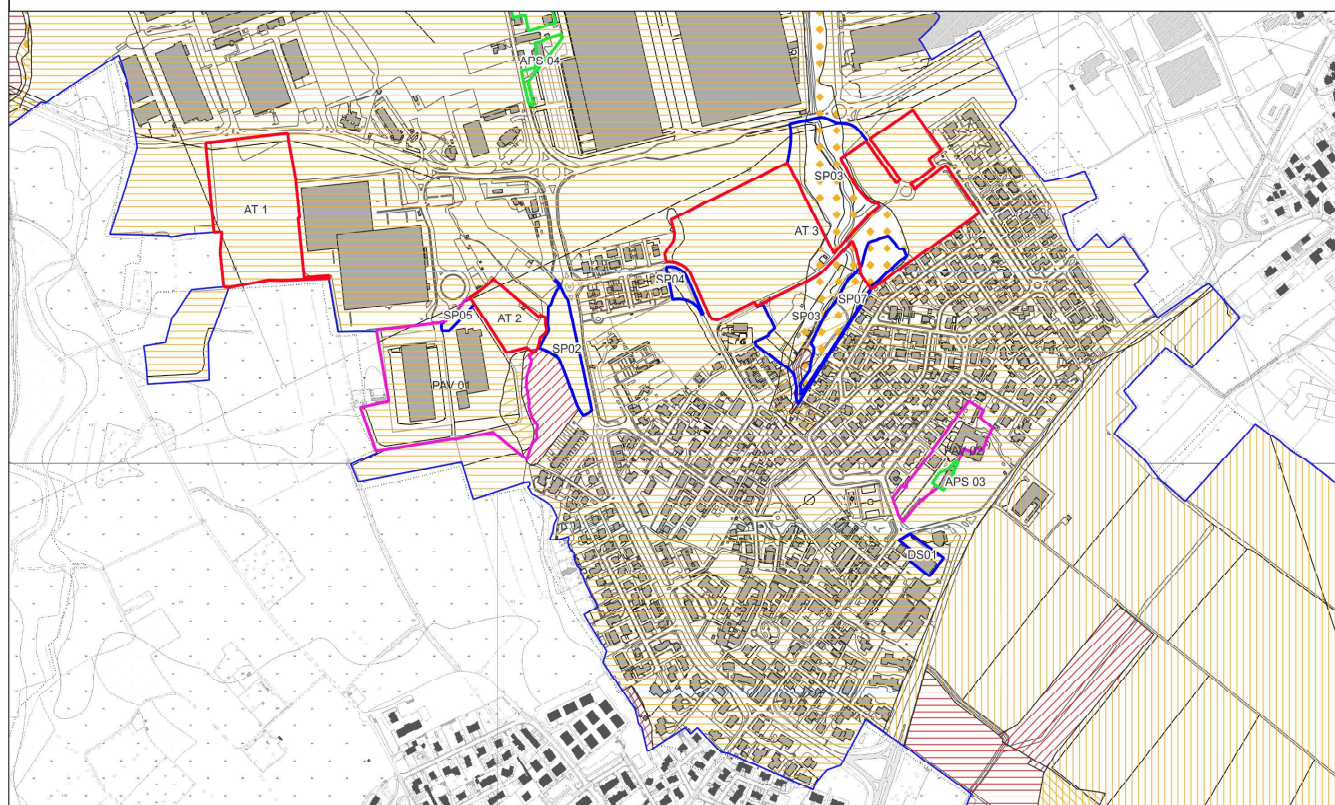 APS 04
SP03
AT 1
AT 3
SP04
SP07
SP05
AT 2
SP03
SP02
PAV 01
PAV 02
APS 03
DS01